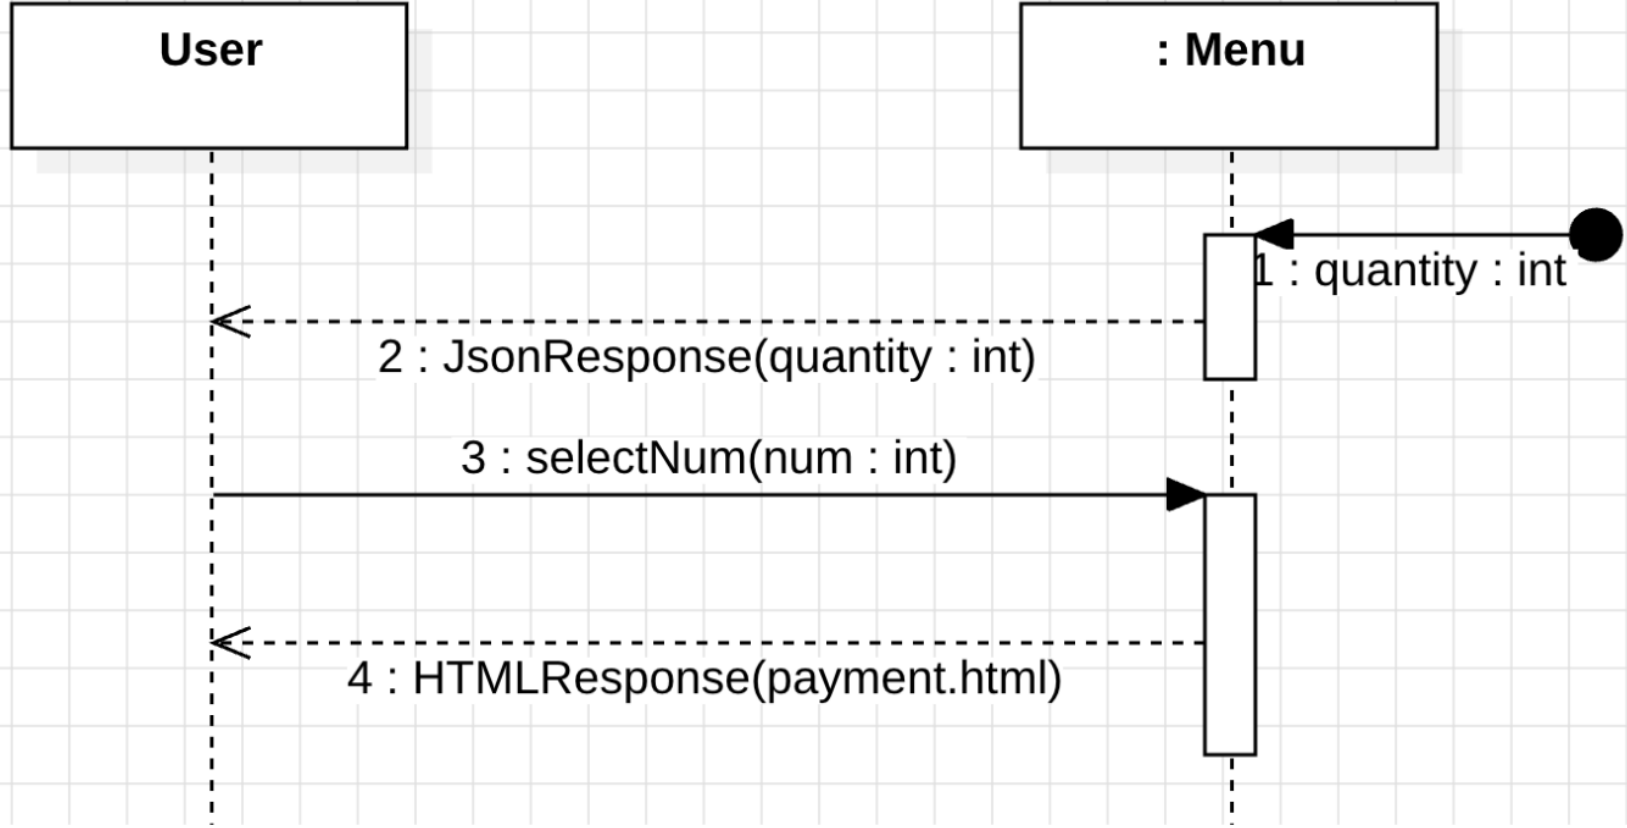 User
: Menu
1 : quantity : int
2 : JsonResponse(quantity : int)
3 : selectNum(num : int)
4 : HTMLResponse(payment.html)